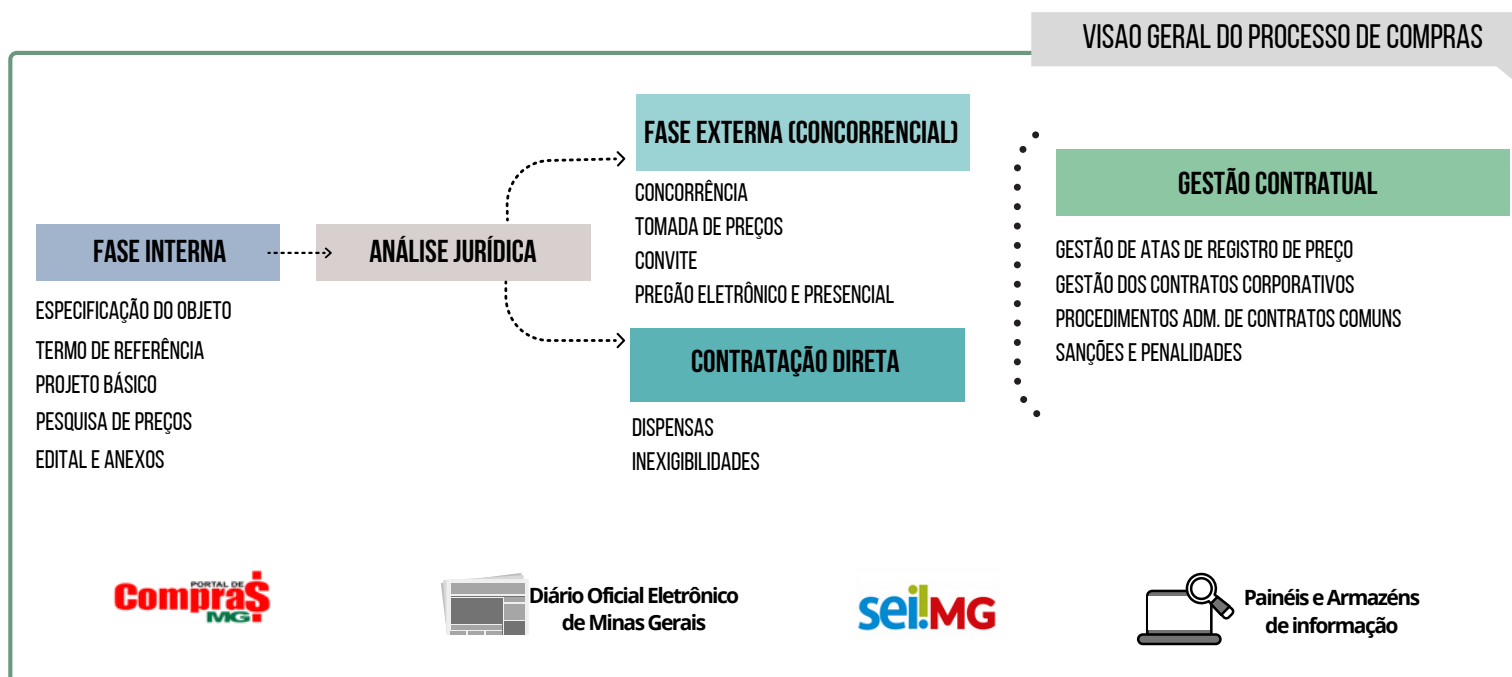 VISAO GERAL DO PROCESSO DE COMPRAS
FASE INTERNA
ESPECIFICAÇÃO DO OBJETO
TERMO DE REFERÊNCIA
PROJETO BÁSICO
PESQUISA DE PREÇOS
EDITAL E ANEXOS
ANÁLISE JURÍDICA
FASE EXTERNA (CONCORRENCIAL)
CONCORRÊNCIA
TOMADA DE PREÇOS
CONVITE
PREGÃO ELETRÔNICO E PRESENCIAL
CONTRATAÇÃO DIRETA
DISPENSAS
INEXIGIBILIDADES
GESTÃO CONTRATUAL
GESTÃO DE ATAS DE REGISTRO DE PREÇO
GESTÃO DOS CONTRATOS CORPORATIVOS
PROCEDIMENTOS ADM. DE CONTRATOS COMUNS
SANÇÕES E PENALIDADES
PORTAL DE
Compra$
MG
Diário Oficial Eletrônico
de Minas Gerais
sei!MG
Painéis e Armazéns
de informação